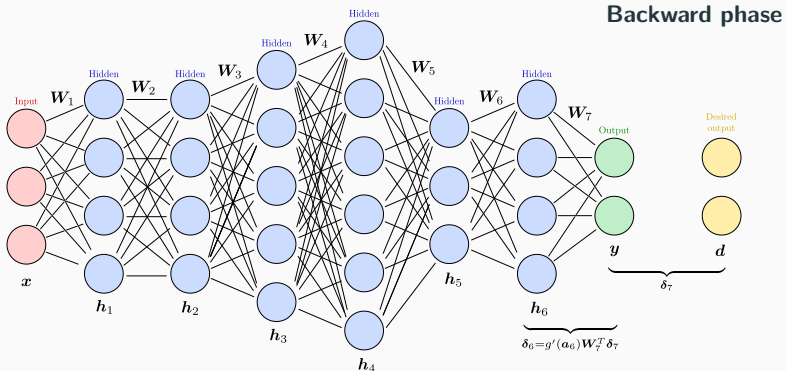 Backward phase
Hidden
W₄
Hidden
W₅
W₃
Hidden
Hidden
Hidden
W₂
W₆
Input
W₁
Hidden
W₇
Output
Desired
output
x
h₁
h₂
h₃
h₄
h₅
h₆
y
d
δ₇
δ₆=g′(a₆)W₇ᵀδ₇